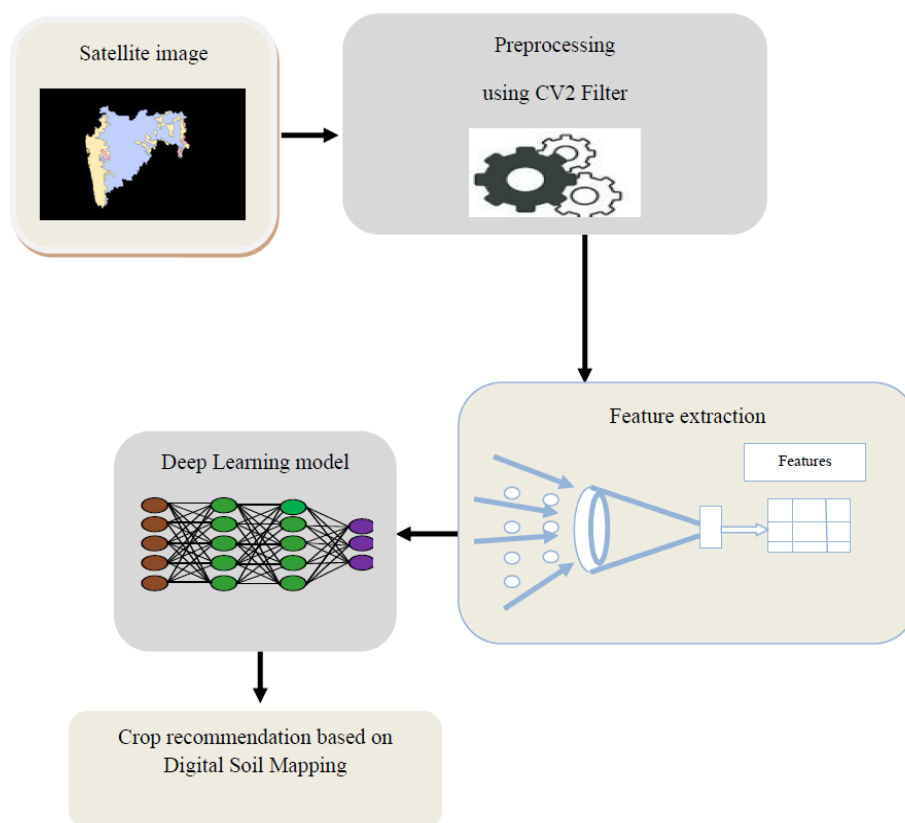 Satellite image
Preprocessing
using CV2 Filter
Feature extraction
Features
Deep Learning model
Crop recommendation based on
Digital Soil Mapping